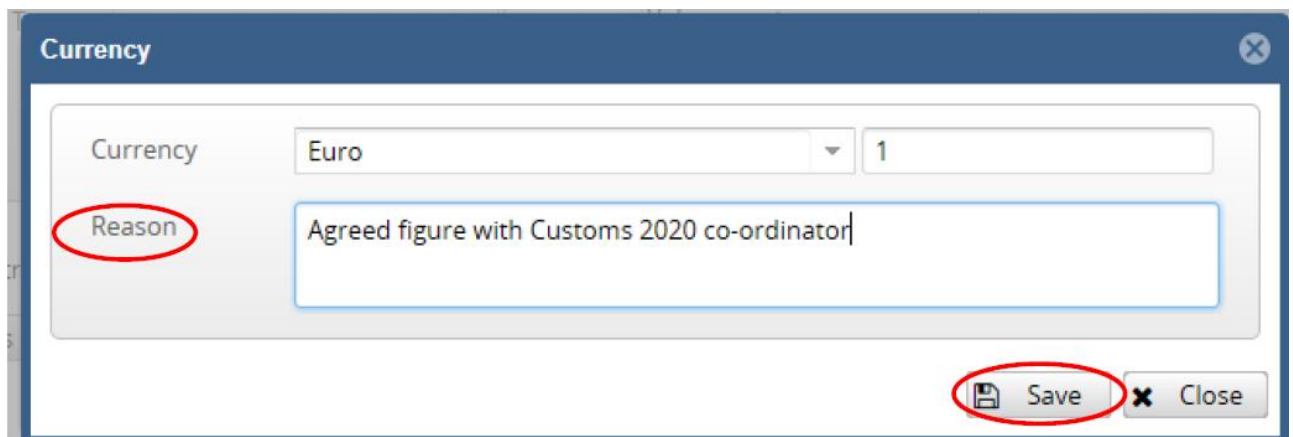 Currency
Currency Euro 1
Reason Agreed figure with Customs 2020 co-ordinator
Save Close